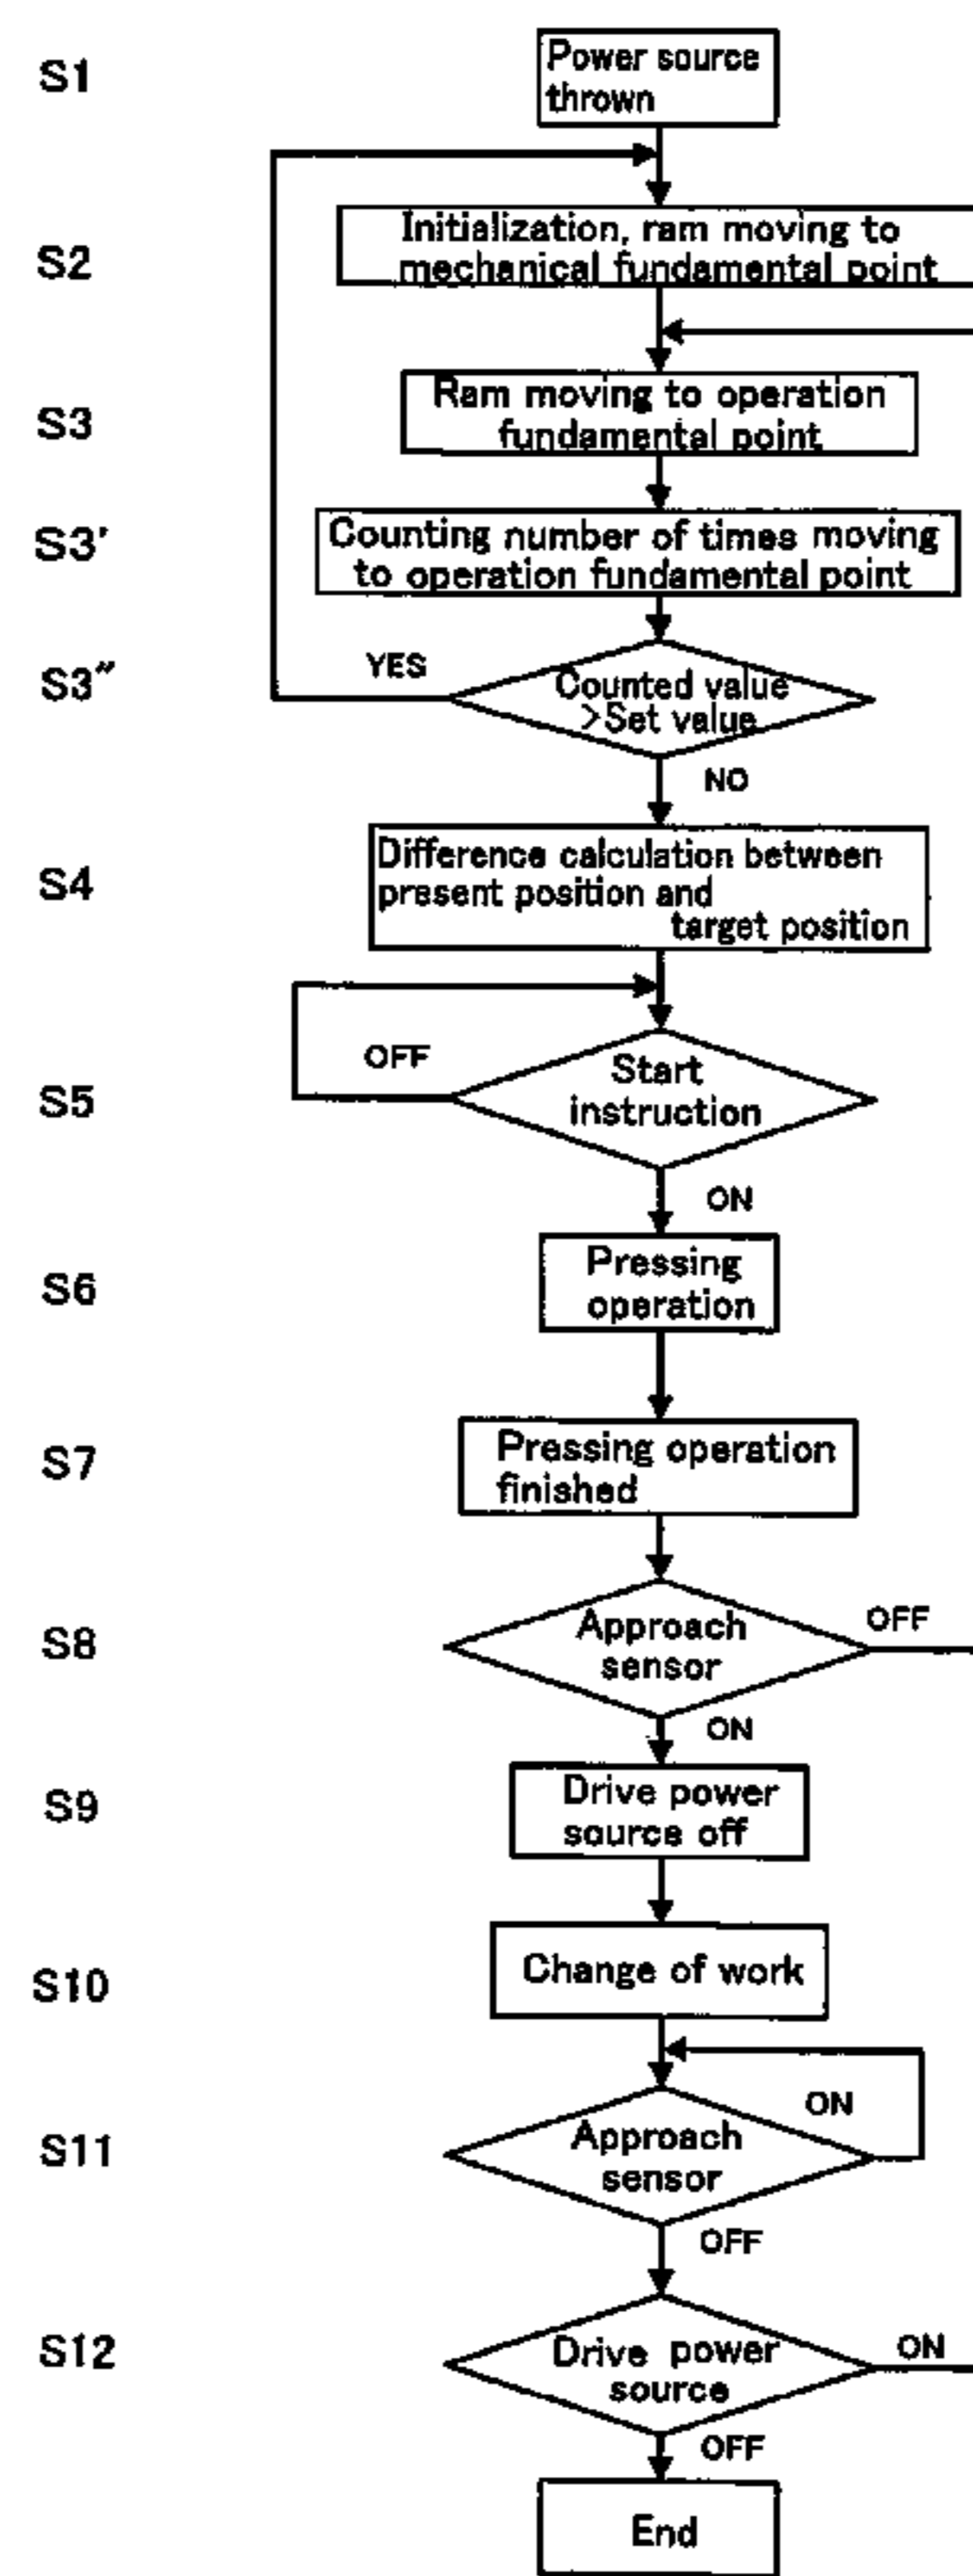 S1
Power source
thrown
S2
Initialization, ram moving to
mechanical fundamental point
S3
Ram moving to operation
fundamental point
S3'
Counting number of times moving
to operation fundamental point
S3"
YES
Counted value
>Set value
NO
S4
Difference calculation between
present position and
target position
OFF
S5
Start
instruction
ON
S6
Pressing
operation
S7
Pressing operation
finished
S8
Approach
sensor
OFF
ON
S9
Drive power
source off
S10
Change of work
ON
S11
Approach
sensor
OFF
S12
Drive power
source
ON
OFF
End